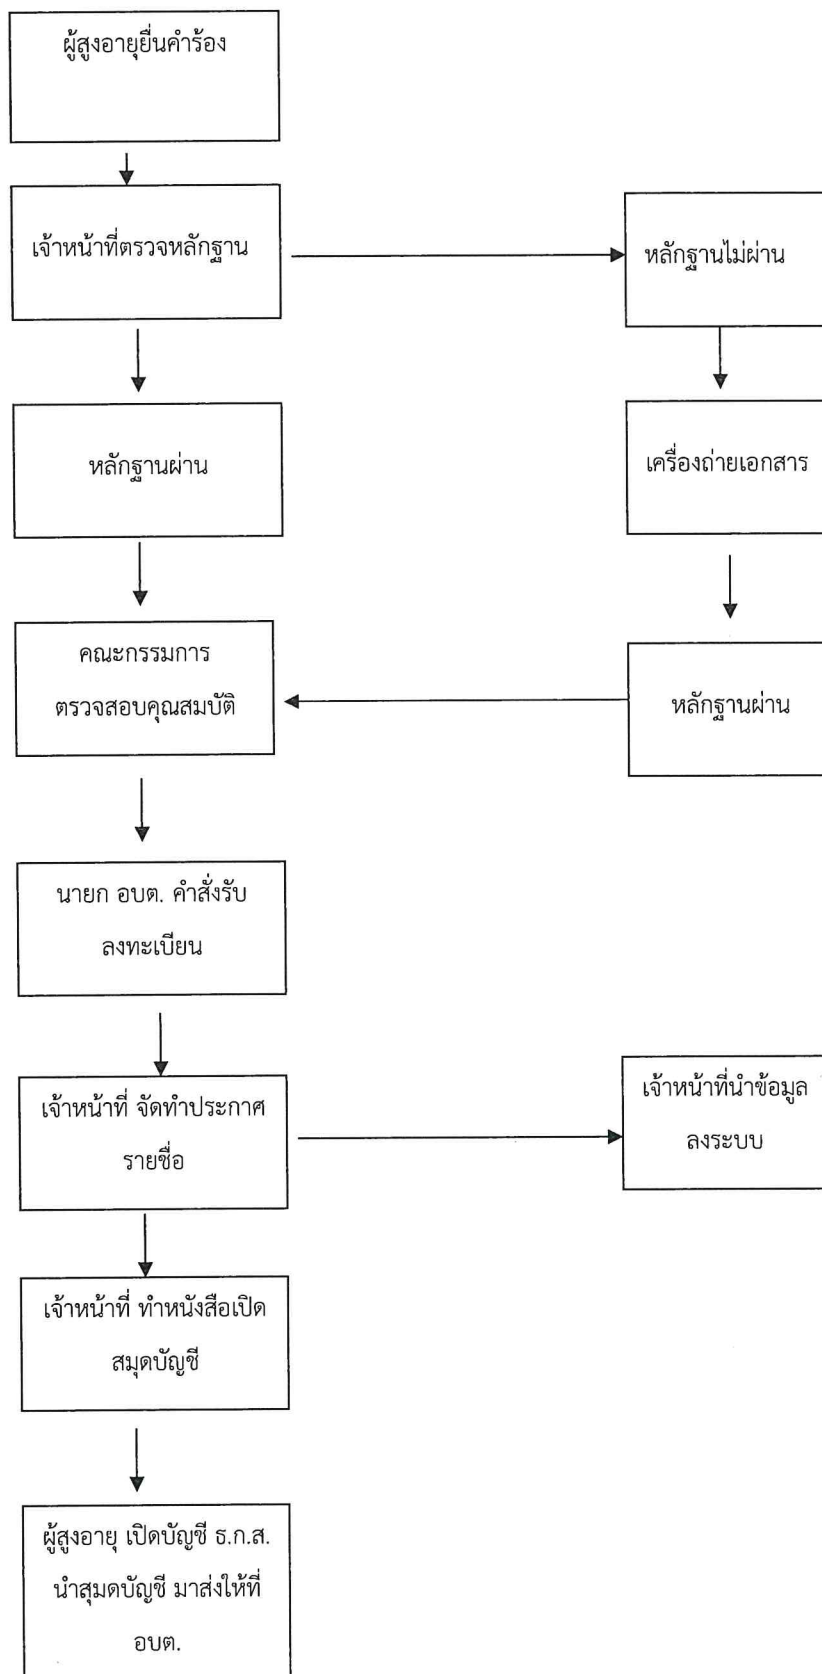 ผู้สูงอายุยื่นคำร้อง
เจ้าหน้าที่ตรวจหลักฐาน
หลักฐานไม่ผ่าน
หลักฐานผ่าน
เครื่องถ่ายเอกสาร
คณะกรรมการ
ตรวจสอบคุณสมบัติ
หลักฐานผ่าน
นายก อบต. คำสั่งรับ
ลงทะเบียน
เจ้าหน้าที่ จัดทำประกาศ
รายชื่อ
เจ้าหน้าที่นำข้อมูล
ลงระบบ
เจ้าหน้าที่ ทำหนังสือเปิด
สมุดบัญชี
ผู้สูงอายุ เปิดบัญชี ธ.ก.ส.
นำสุมดบัญชี มาส่งให้ที่
อบต.